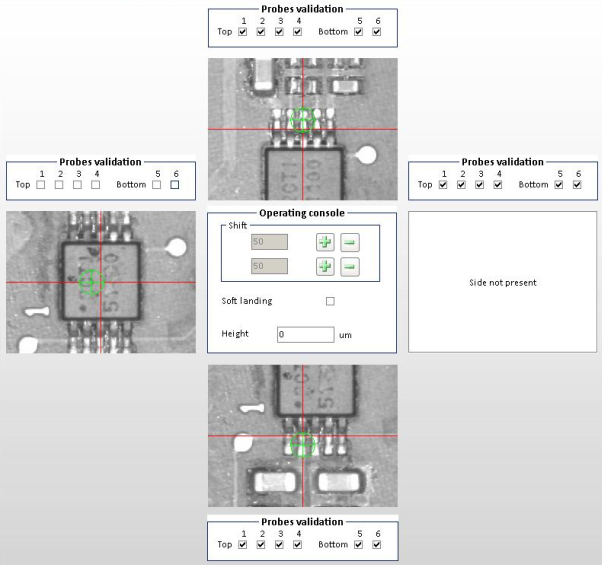 Probes validation
1 2 3 4 5 6
Top Bottom
Probes validation
1 2 3 4 5 6
Top Bottom
Probes validation
1 2 3 4 5 6
Top Bottom
Operating console
Shift
50
50
Soft landing
Height 0 um
Side not present
Probes validation
1 2 3 4 5 6
Top Bottom